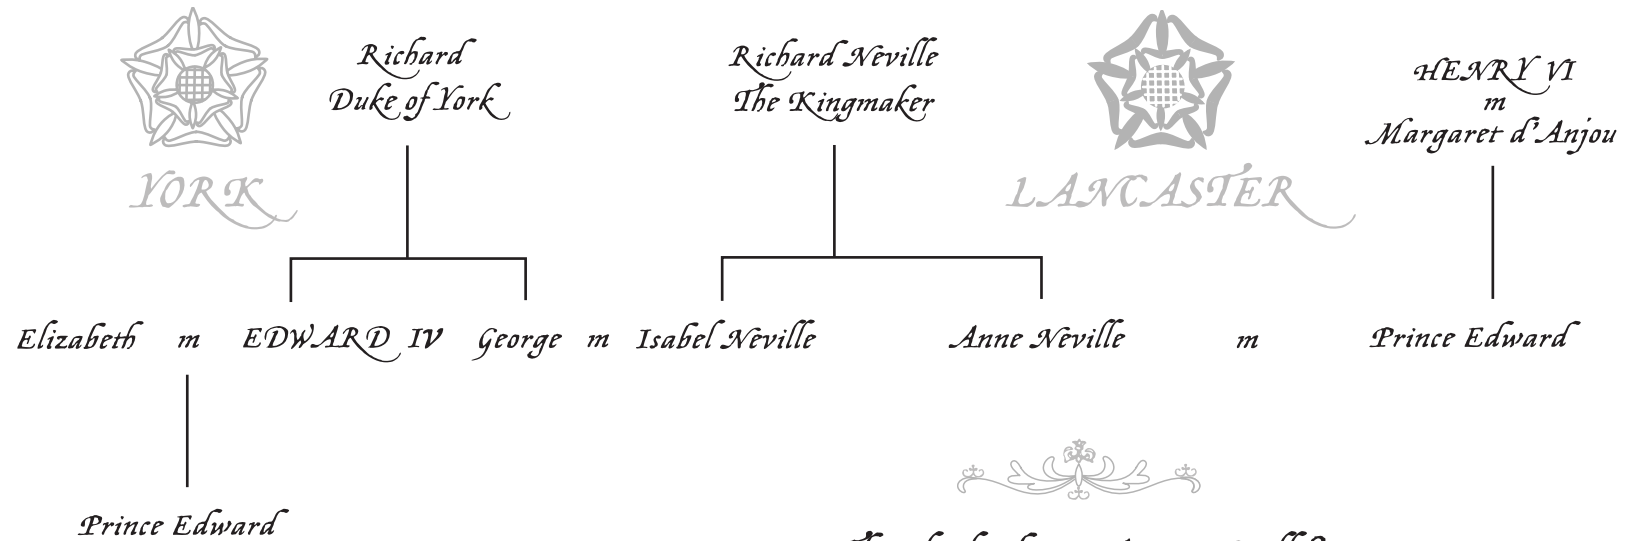 Richard
Duke of York
Richard Neville
The Kingmaker
HENRY VI
m
Margaret d'Anjou
YORK
LANCASTER
Elizabeth m EDWARD IV George m Isabel Neville Anne Neville m Prince Edward
Prince Edward